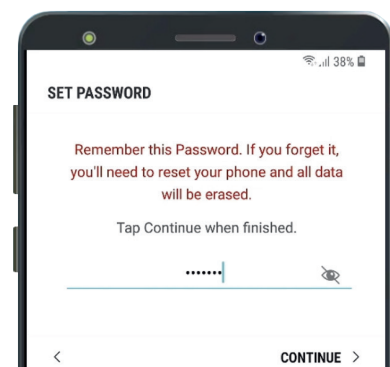 38%
SET PASSWORD
Remember this Password. If you forget it,
you'll need to reset your phone and all data
will be erased.
Tap Continue when finished.
•••••••
CONTINUE >